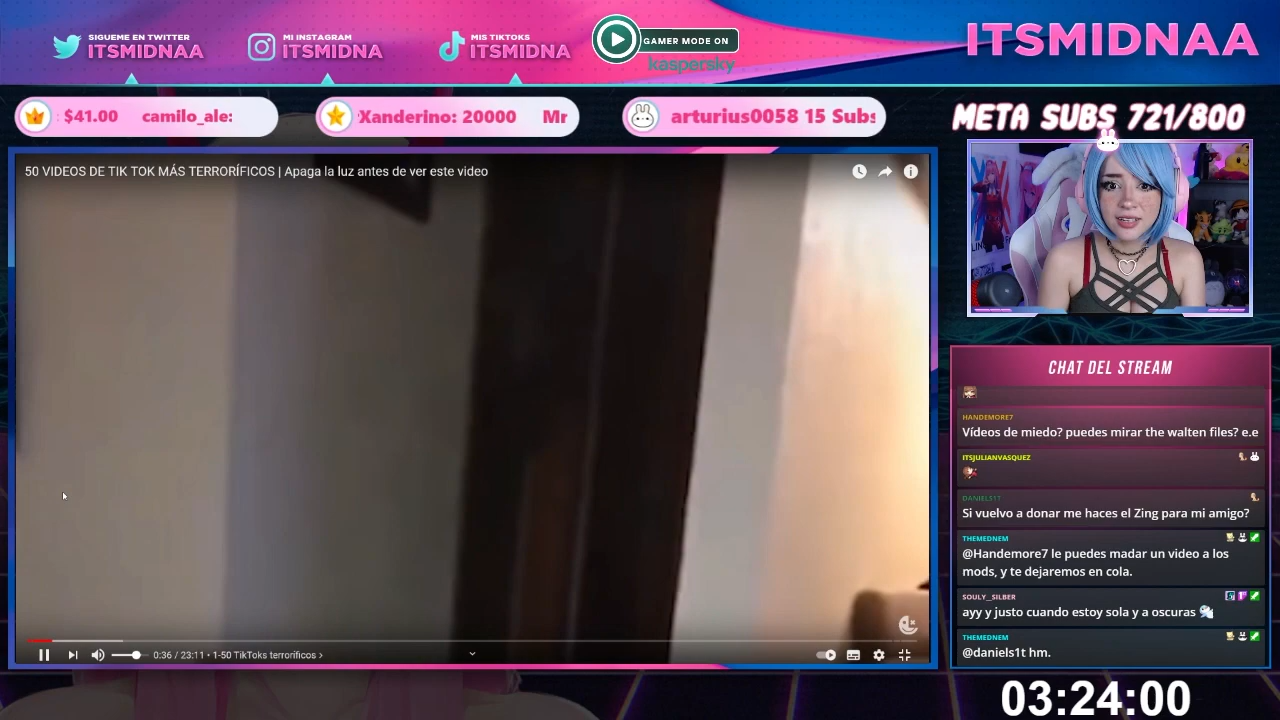 SIGUEME EN TWITTER
ITSMIDNAA
MI INSTAGRAM
ITSMIDNA
MIS TIKTOKS
ITSMIDNA
GAMER MODE ON
kaspersky
ITSMIDNAA
: $41.00 camilo_ale:
Xanderino: 20000 Mr
arturius0058 15 Subs
META SUBS 721/800
50 VIDEOS DE TIK TOK MÁS TERRORÍFICOS | Apaga la luz antes de ver este video
CHAT DEL STREAM
HANDEMORE7
Vídeos de miedo? puedes mirar the walten files? e.e
ITSJULIANVASQUEZ
DANIELS1T
Si vuelvo a donar me haces el Zing para mi amigo?
THEMEDNEM
@Handemore7 le puedes madar un video a los
mods, y te dejaremos en cola.
SOULY_SILBER
ayy y justo cuando estoy sola y a oscuras
THEMEDNEM
@daniels1t hm.
0:36 / 23:11 • 1-50 TikToks terroríficos >
03:24:00